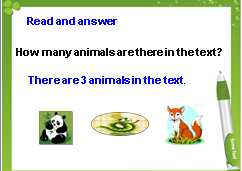 Read and answer
How many animals are there in the text?
There are 3 animals in the text.